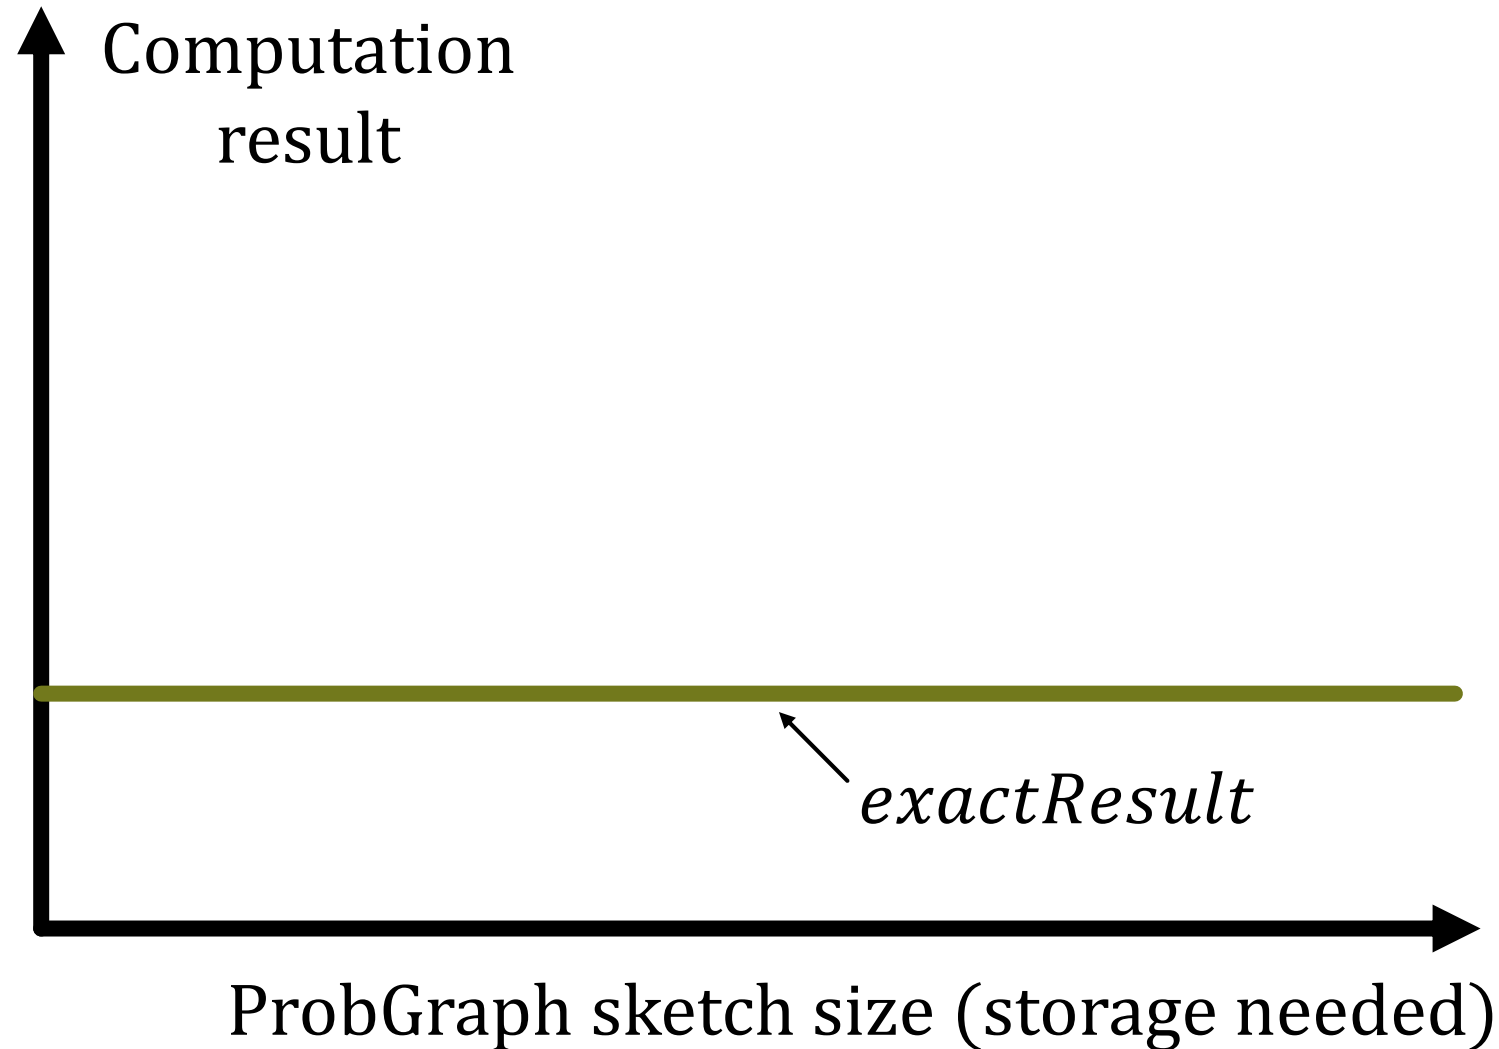 Computation
result
exactResult
ProbGraph sketch size (storage needed)